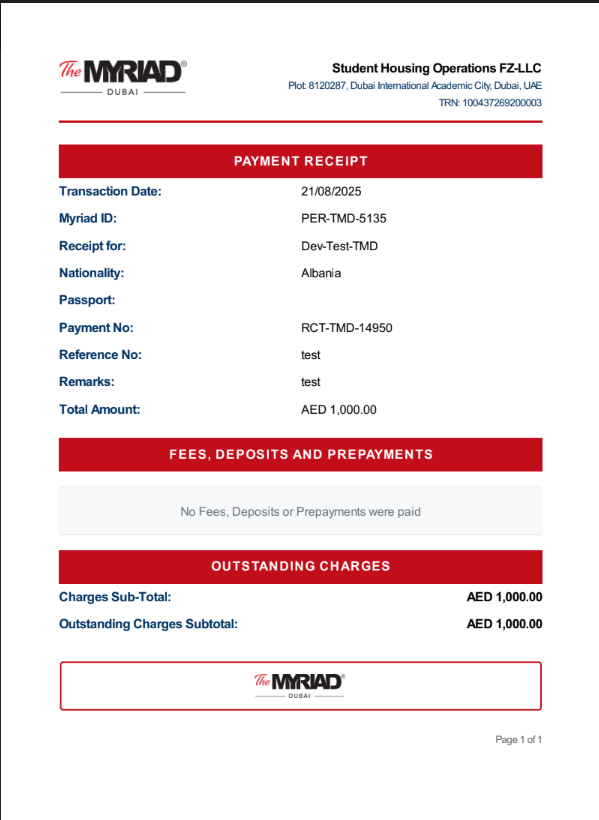 The MYRIAD®
DUBAI
Student Housing Operations FZ-LLC
Plot: 8120287, Dubai International Academic City, Dubai, UAE
TRN: 100437269200003
PAYMENT RECEIPT
Transaction Date: 21/08/2025
Myriad ID: PER-TMD-5135
Receipt for: Dev-Test-TMD
Nationality: Albania
Passport:
Payment No: RCT-TMD-14950
Reference No: test
Remarks: test
Total Amount: AED 1,000.00
FEES, DEPOSITS AND PREPAYMENTS
No Fees, Deposits or Prepayments were paid
OUTSTANDING CHARGES
Charges Sub-Total: AED 1,000.00
Outstanding Charges Subtotal: AED 1,000.00
The MYRIAD®
DUBAI
Page 1 of 1